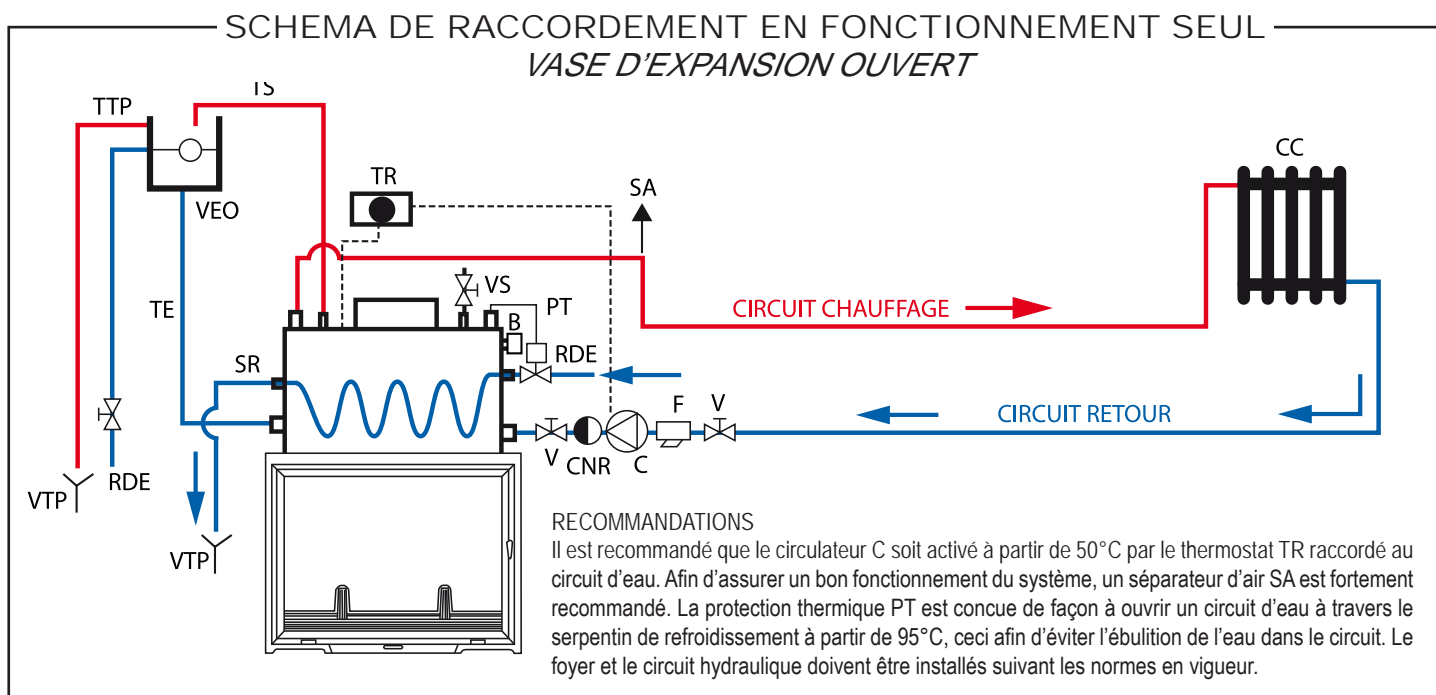 SCHEMA DE RACCORDEMENT EN FONCTIONNEMENT SEUL
VASE D'EXPANSION OUVERT
TS
TTP
CC
TR
SA
VEO
VS
PT
TE
CIRCUIT CHAUFFAGE
B
SR
RDE
F
V
CIRCUIT RETOUR
V
CNR
C
RDE
VTP
VTP
RECOMMANDATIONS
Il est recommandé que le circulateur C soit activé à partir de 50°C par le thermostat TR raccordé au
circuit d'eau. Afin d'assurer un bon fonctionnement du système, un séparateur d'air SA est fortement
recommandé. La protection thermique PT est concue de façon à ouvrir un circuit d'eau à travers le
serpentin de refroidissement à partir de 95°C, ceci afin d'éviter l'ébulition de l'eau dans le circuit. Le
foyer et le circuit hydraulique doivent être installés suivant les normes en vigueur.